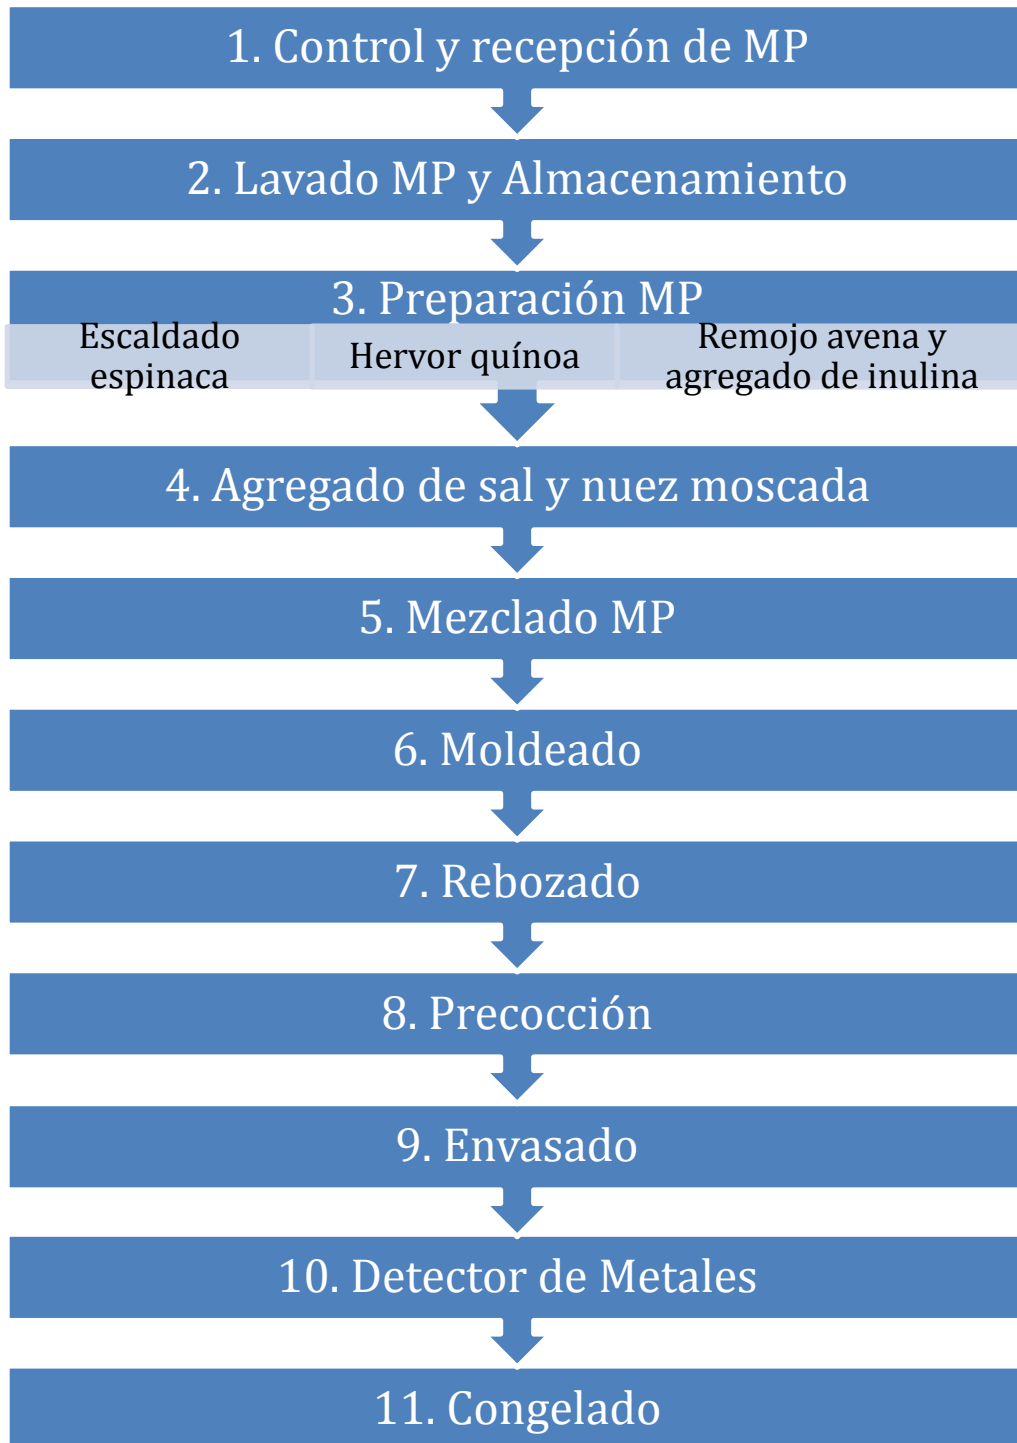 1. Control y recepción de MP
2. Lavado MP y Almacenamiento
3. Preparación MP
Escaldado
espinaca
Hervor quínoa
Remojo avena y
agregado de inulina
4. Agregado de sal y nuez moscada
5. Mezclado MP
6. Moldeado
7. Rebozado
8. Precocción
9. Envasado
10. Detector de Metales
11. Congelado